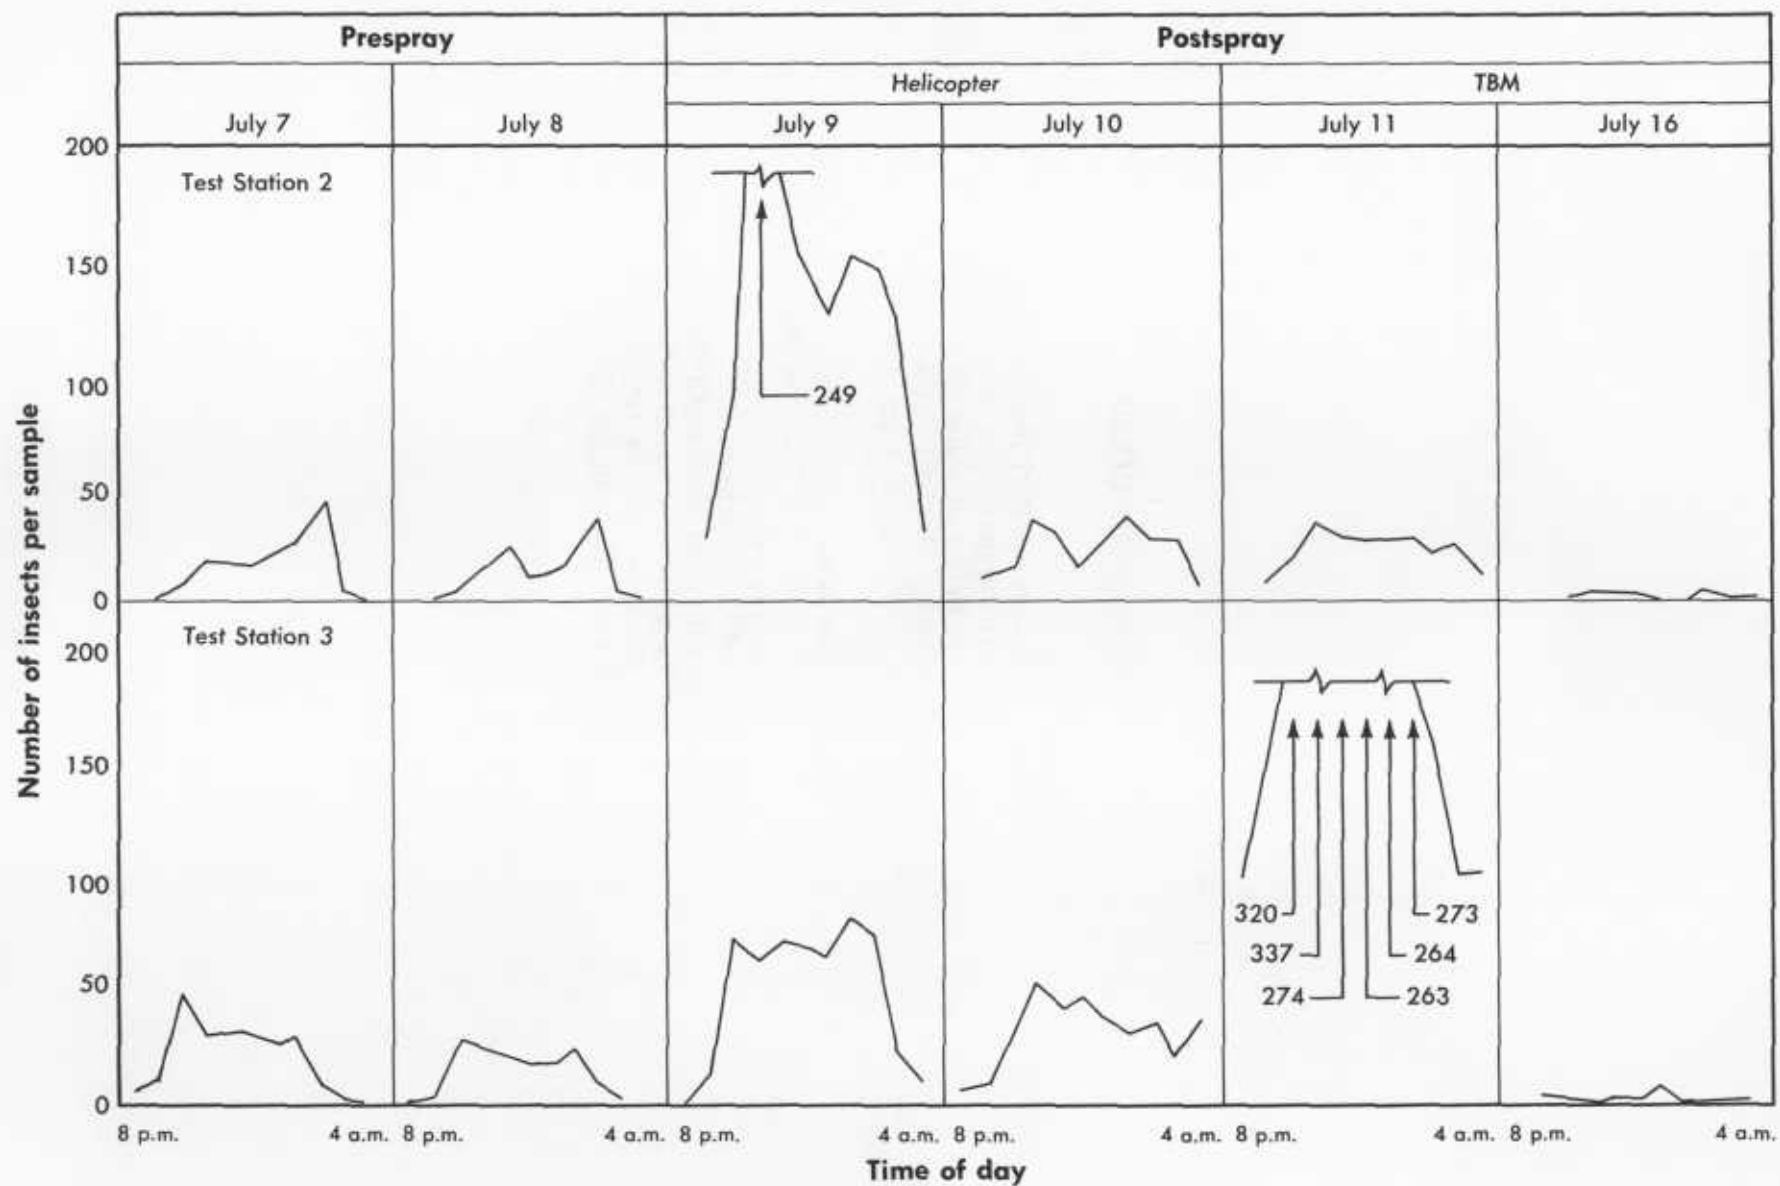 Prespray Postspray
Helicopter TBM
July 7 July 8 July 9 July 10 July 11 July 16
200
Test Station 2
150
100
249
50
0
Test Station 3
200
150
100
320 273
337 264
50
274 263
0
8 p.m. 4 a.m. 8 p.m. 4 a.m. 8 p.m. 4 a.m. 8 p.m. 4 a.m. 8 p.m. 4 a.m. 8 p.m. 4 a.m.
Time of day
Number of insects per sample